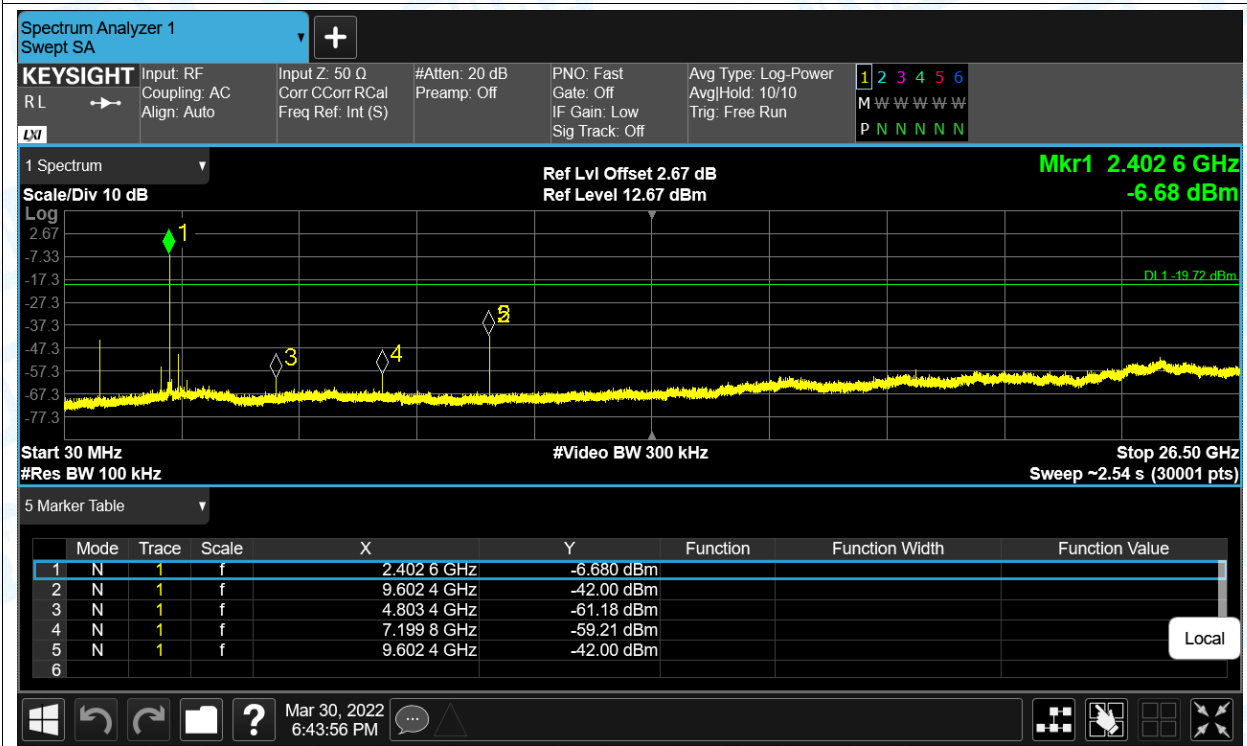 Spectrum Analyzer 1
Swept SA
KEYSIGHT
RL
LXI
Input: RF
Coupling: AC
Align: Auto
Input Z: 50 Ω
Corr CCorr RCal
Freq Ref: Int (S)
#Atten: 20 dB
Preamp: Off
PNO: Fast
Gate: Off
IF Gain: Low
Sig Track: Off
Avg Type: Log-Power
Avg|Hold: 10/10
Trig: Free Run
1 2 3 4 5 6
M W W W W W
P N N N N N
1 Spectrum
Scale/Div 10 dB
Ref Lvl Offset 2.67 dB
Ref Level 12.67 dBm
Mkr1 2.402 6 GHz
-6.68 dBm
Log
2.67
-7.33
-17.3
-27.3
-37.3
-47.3
-57.3
-67.3
-77.3
1
DL1 -19.72 dBm
3
4
Start 30 MHz
#Res BW 100 kHz
#Video BW 300 kHz
Stop 26.50 GHz
Sweep ~2.54 s (30001 pts)
5 Marker Table
Mode Trace Scale X Y Function Function Width Function Value
1 N 1 f 2.402 6 GHz -6.680 dBm
2 N 1 f 9.602 4 GHz -42.00 dBm
3 N 1 f 4.803 4 GHz -61.18 dBm
4 N 1 f 7.199 8 GHz -59.21 dBm
5 N 1 f 9.602 4 GHz -42.00 dBm
6
Local
?
Mar 30, 2022
6:43:56 PM